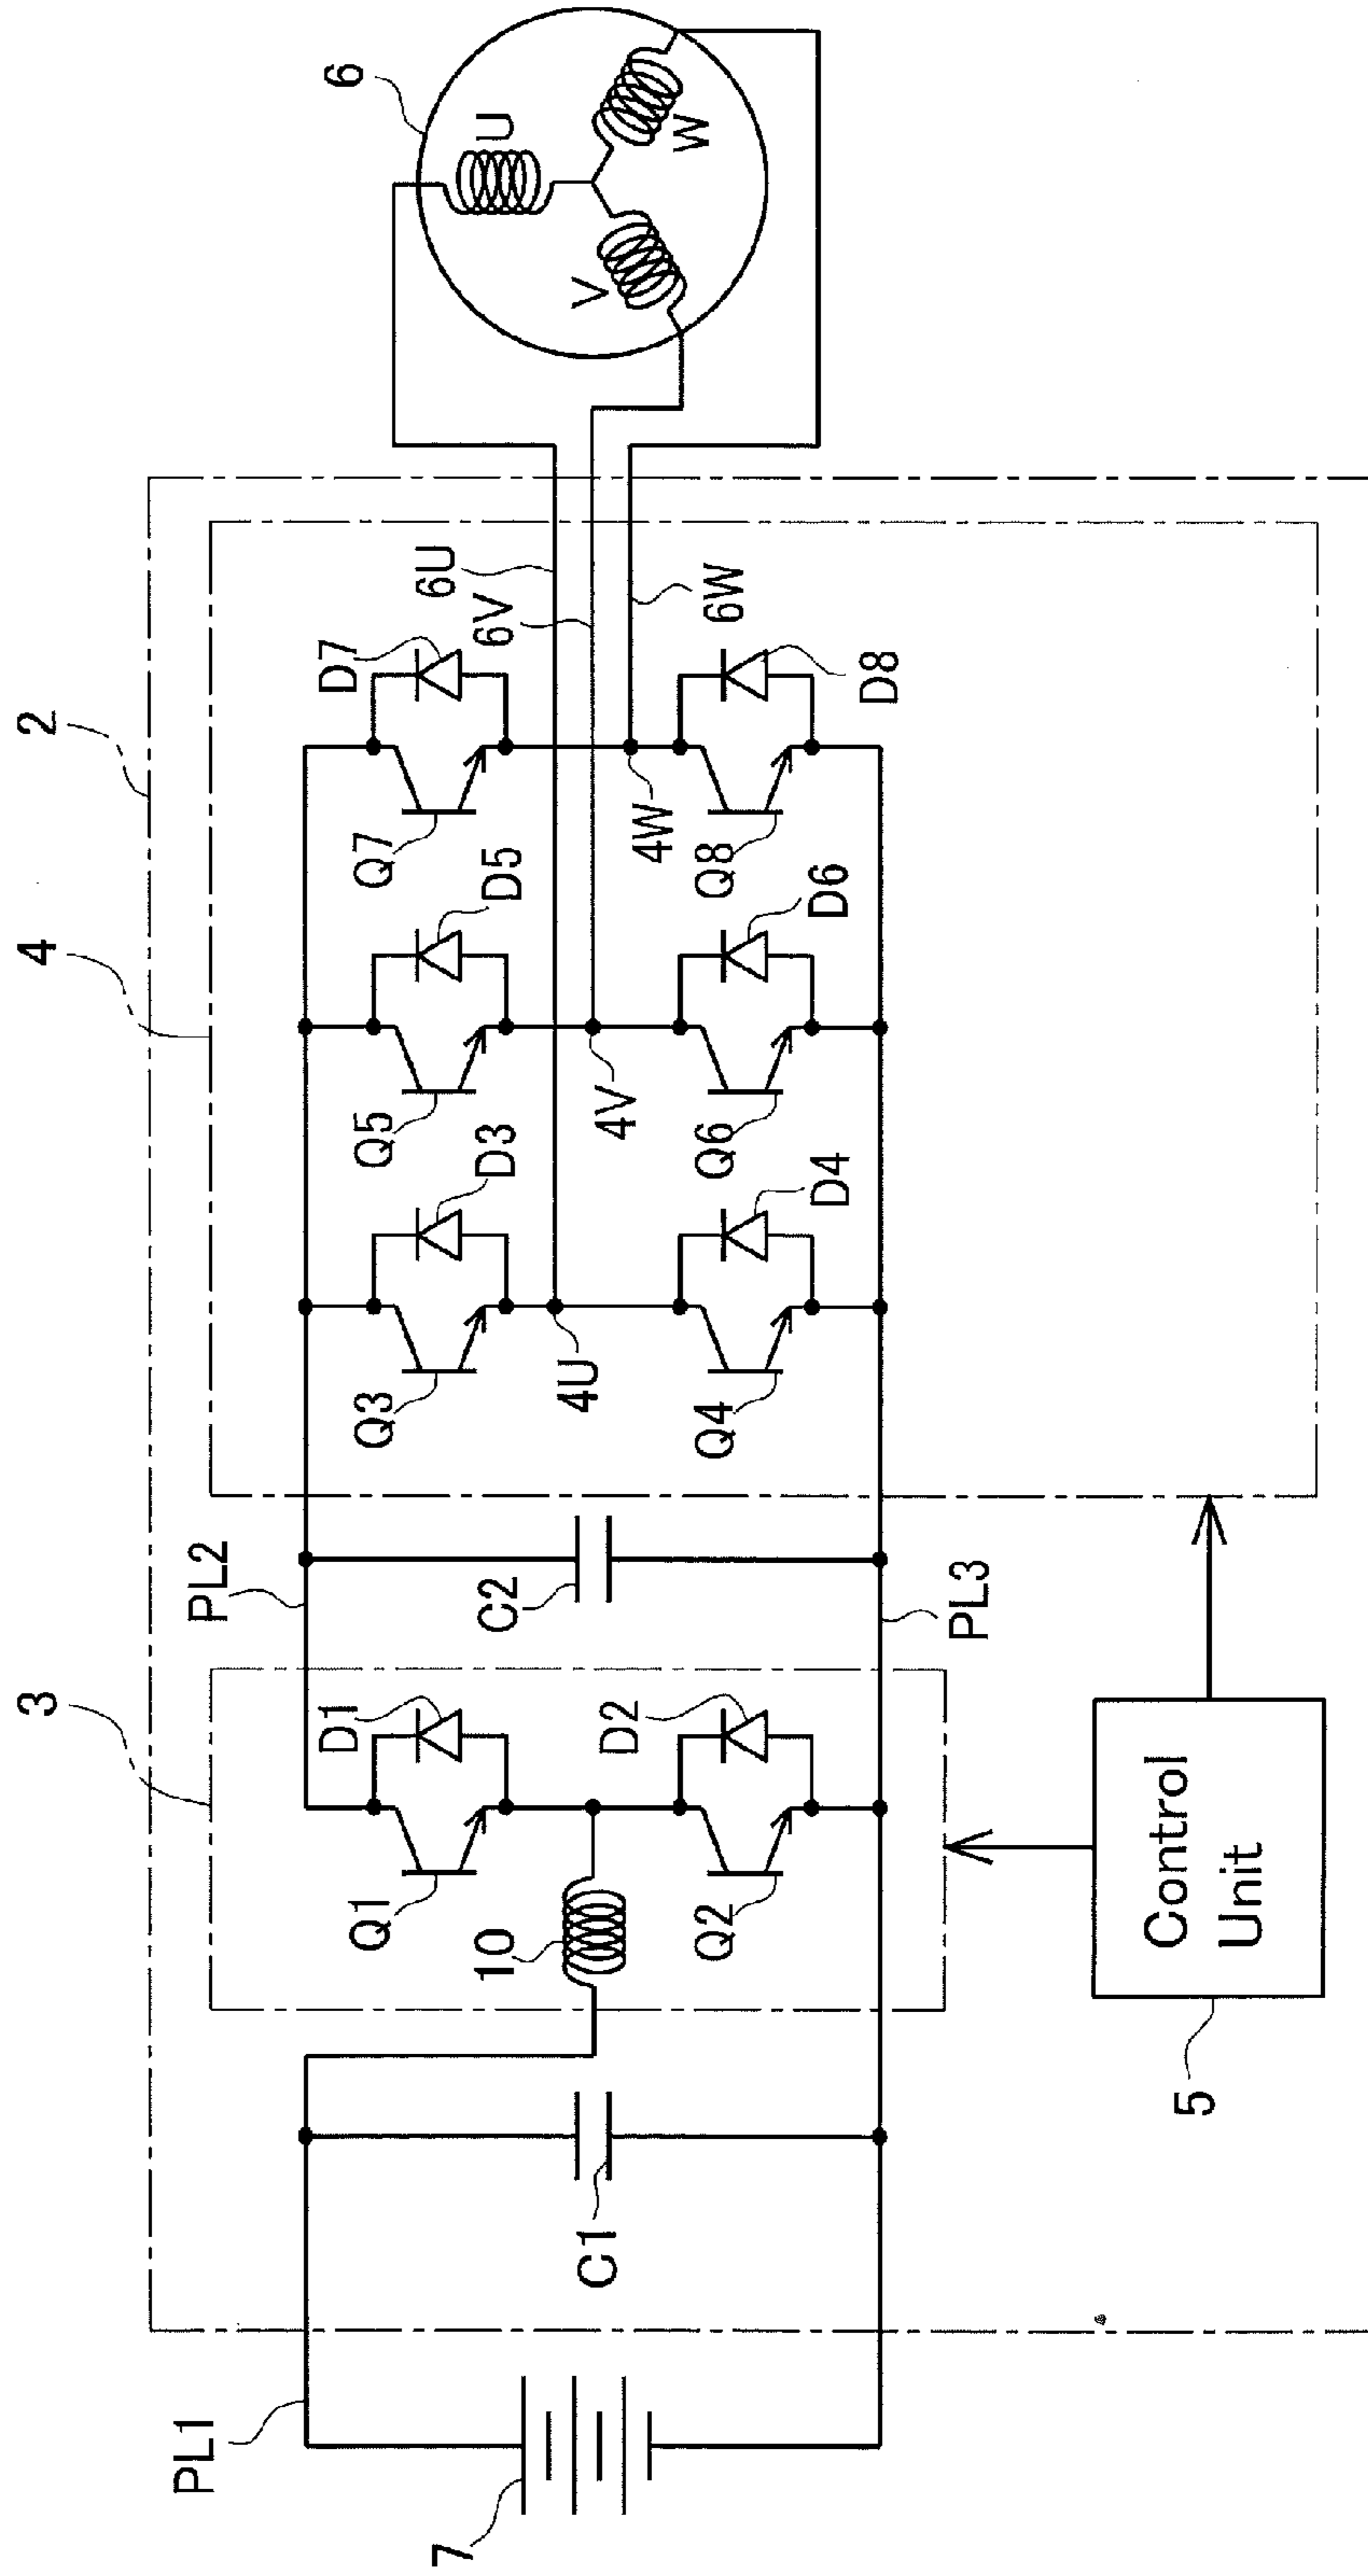 2
3
4
6
PL1
PL2
D1
Q1
10
D2
Q2
C2
PL3
C1
7
Q3
D3
Q5
D5
Q7
D7
6U
6V
6W
4U
4V
4W
Q4
D4
Q6
D6
Q8
D8
U
V
W
Control
Unit
5